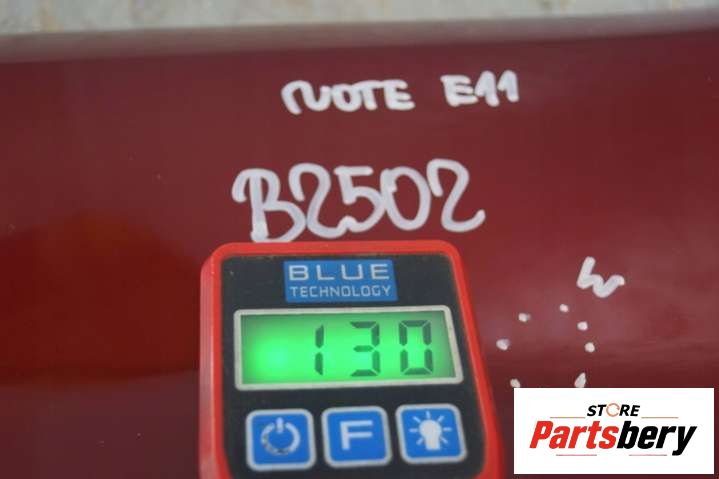 NOTE E11
B2502
W
BLUE
TECHNOLOGY
130
F
STORE
Partsbery